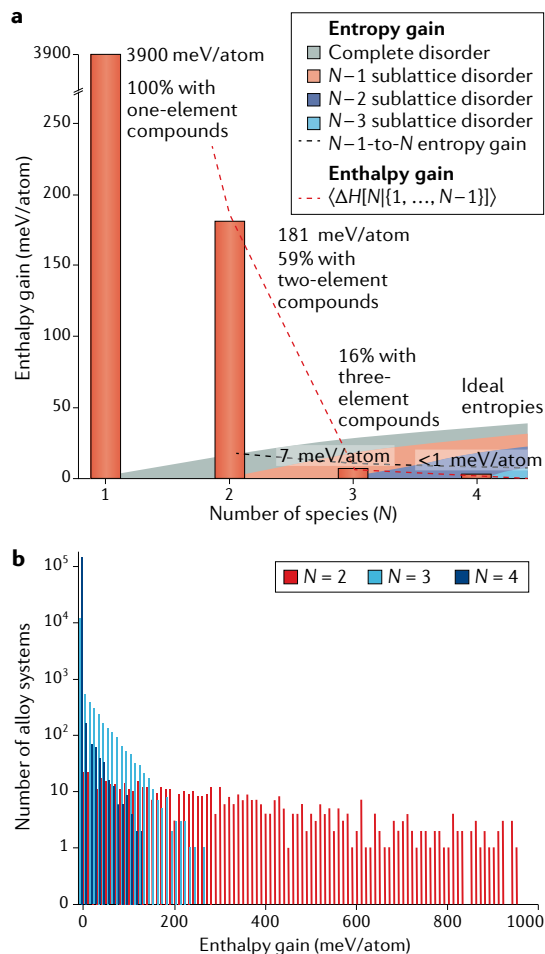 a
3900
250
200
150
100
50
0
Enthalpy gain (meV/atom)
3900 meV/atom
100% with
one-element
compounds
181 meV/atom
59% with
two-element
compounds
16% with
three-
element
compounds
Ideal
entropies
7 meV/atom
<1 meV/atom
1
2
3
4
Number of species (N)
Entropy gain
Complete disorder
N–1 sublattice disorder
N–2 sublattice disorder
N–3 sublattice disorder
N–1-to-N entropy gain
Enthalpy gain
⟨ΔH[N|{1, …, N–1}]⟩
b
N = 2
N = 3
N = 4
10⁵
10⁴
10³
10²
10
1
0
Number of alloy systems
0
200
400
600
800
1000
Enthalpy gain (meV/atom)